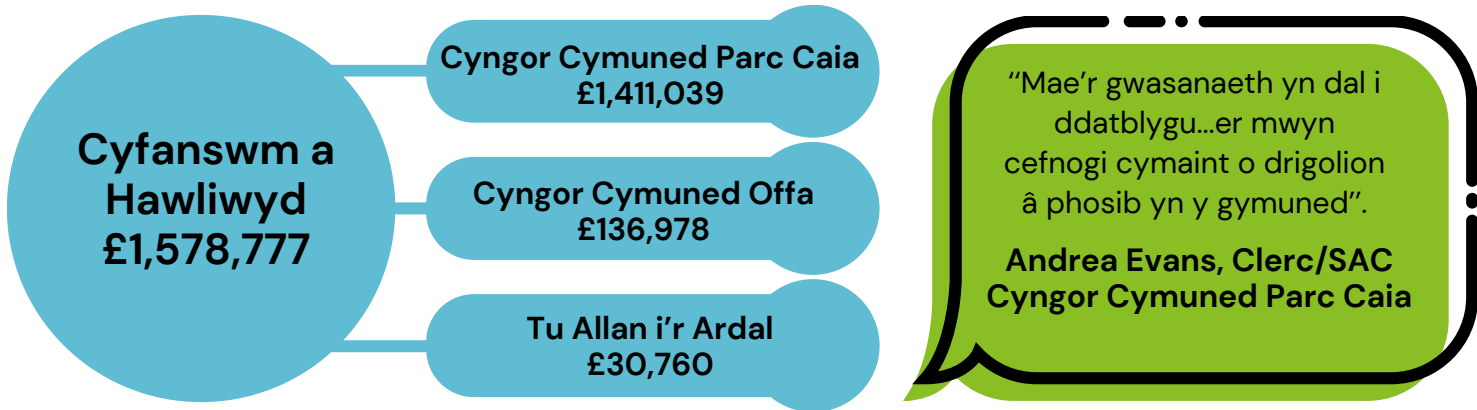 Cyfanswm a
Hawliwyd
£1,578,777
Cyngor Cymuned Parc Caia
£1,411,039
Cyngor Cymuned Offa
£136,978
Tu Allan i’r Ardal
£30,760
“Mae’r gwasanaeth yn dal i
ddatblygu...er mwyn
cefnogi cymaint o drigolion
â phosib yn y gymuned”.
Andrea Evans, Clerc/SAC
Cyngor Cymuned Parc Caia